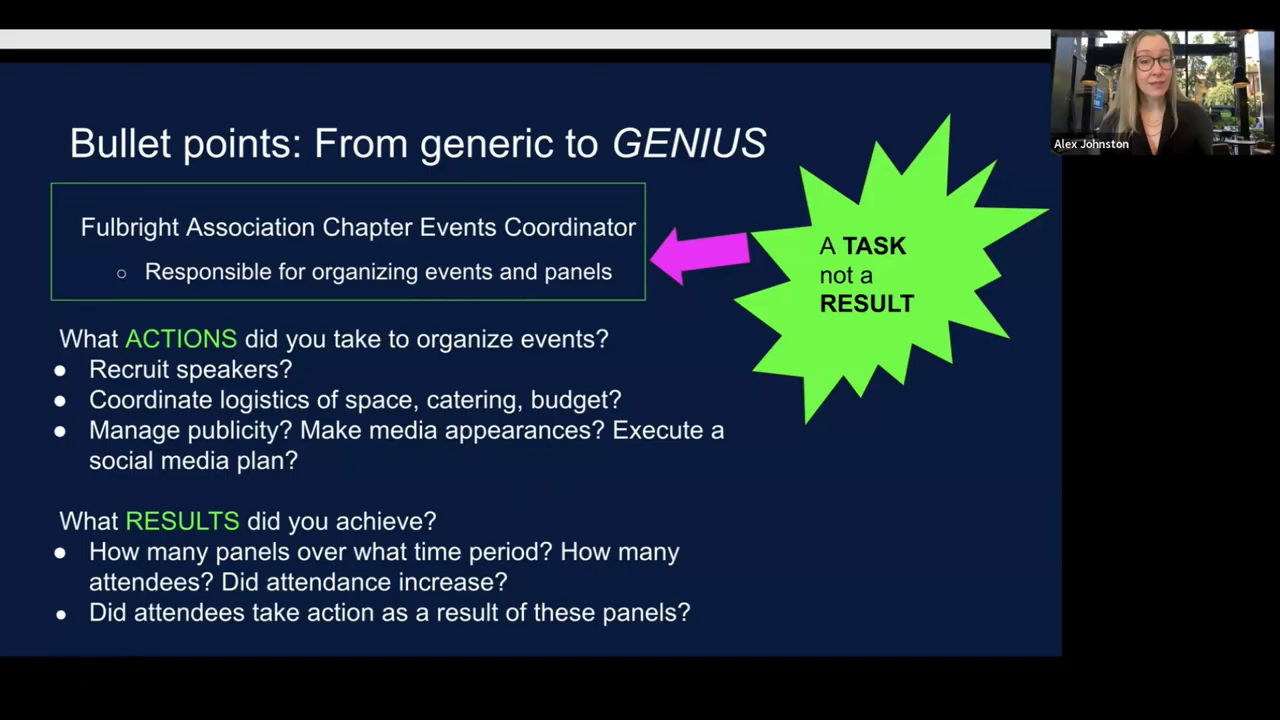 Bullet points: From generic to GENIUS
Fulbright Association Chapter Events Coordinator
○ Responsible for organizing events and panels
A TASK
not a
RESULT
What ACTIONS did you take to organize events?
● Recruit speakers?
● Coordinate logistics of space, catering, budget?
● Manage publicity? Make media appearances? Execute a
social media plan?
What RESULTS did you achieve?
● How many panels over what time period? How many
attendees? Did attendance increase?
● Did attendees take action as a result of these panels?
Alex Johnston